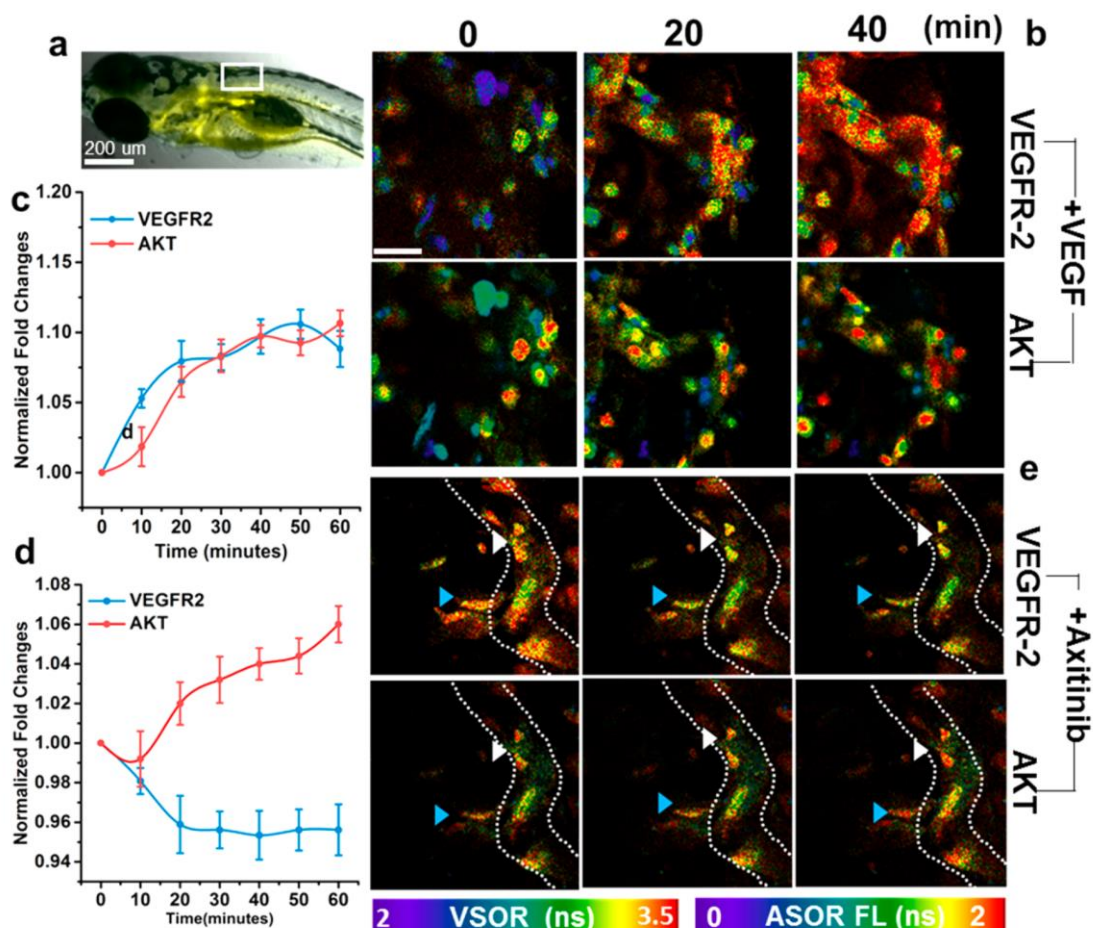 a
200 um
0 20 40 (min) b
VEGFR-2
AKT
+VEGF
c
1.20
1.15
1.10
1.05
1.00
Normalized Fold Changes
VEGFR2
AKT
d
0 10 20 30 40 50 60
Time (minutes)
d
1.08
1.06
1.04
1.02
1.00
0.98
0.96
0.94
Normalized Fold Changes
VEGFR2
AKT
0 10 20 30 40 50 60
Time(minutes)
e
VEGFR-2
AKT
+Axitinib
2 VSOR (ns) 3.5
0 ASOR FL (ns) 2